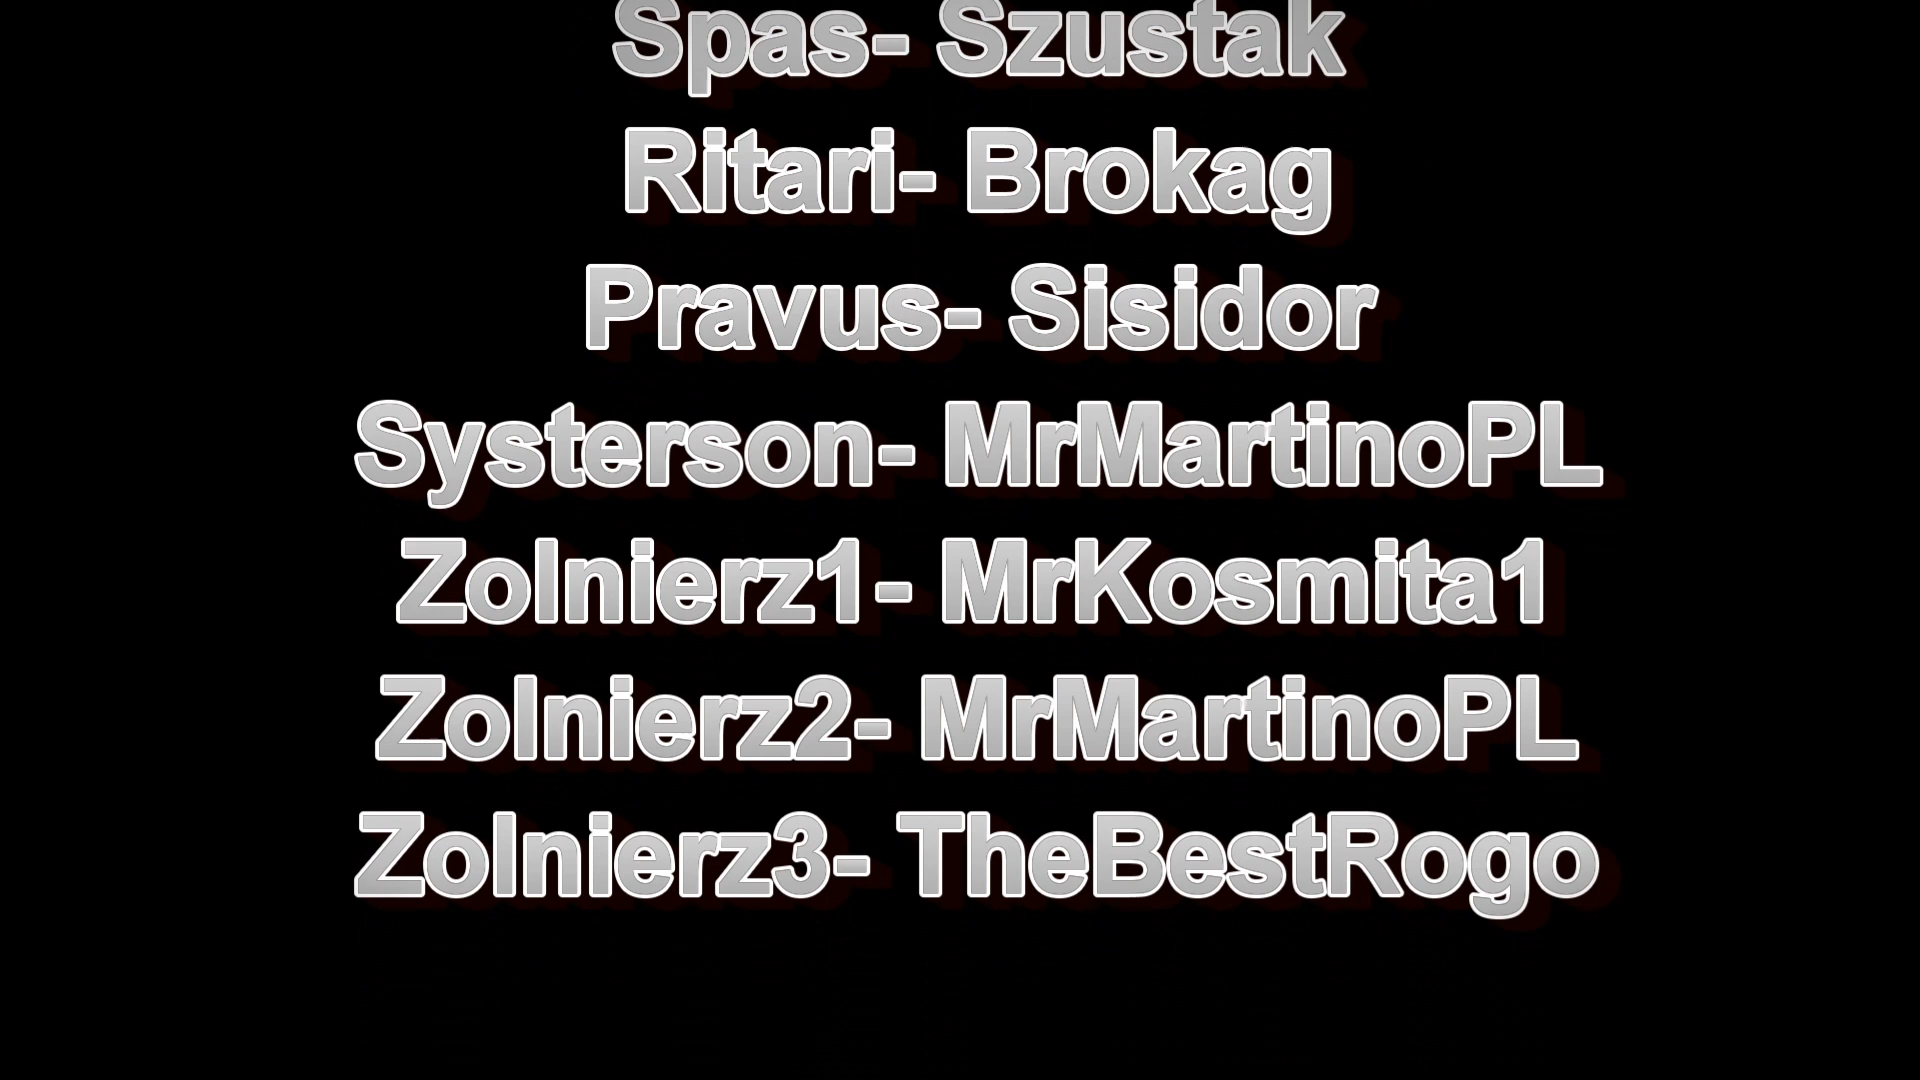 Spas- Szustak
Ritari- Brokag
Pravus- Sisidor
Systerson- MrMartinoPL
Zolnierz1- MrKosmita1
Zolnierz2- MrMartinoPL
Zolnierz3- TheBestRogo